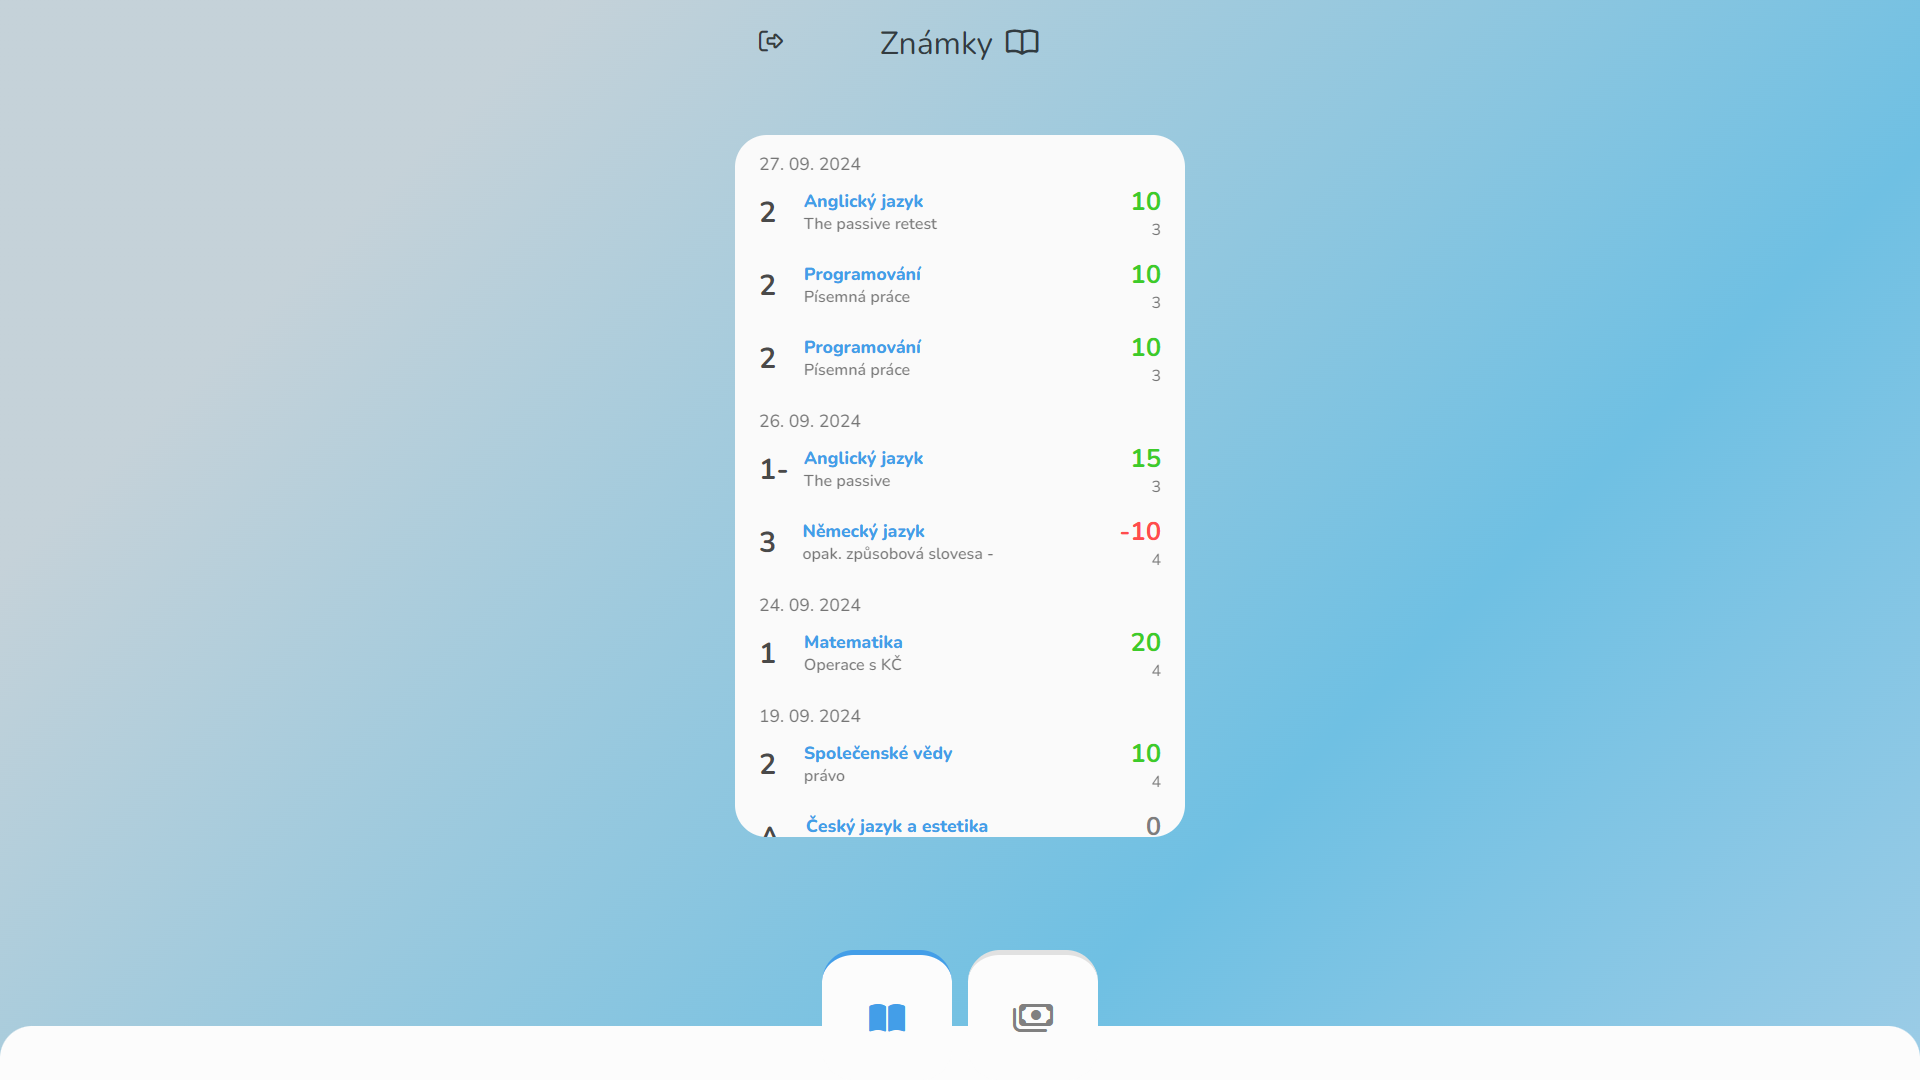 Známky
27. 09. 2024
2 Anglický jazyk 10
The passive retest 3
2 Programování 10
Písemná práce 3
2 Programování 10
Písemná práce 3
26. 09. 2024
1- Anglický jazyk 15
The passive 3
3 Německý jazyk -10
opak. způsobová slovesa - 4
24. 09. 2024
1 Matematika 20
Operace s KČ 4
19. 09. 2024
2 Společenské vědy 10
právo 4
Český jazyk a estetika 0